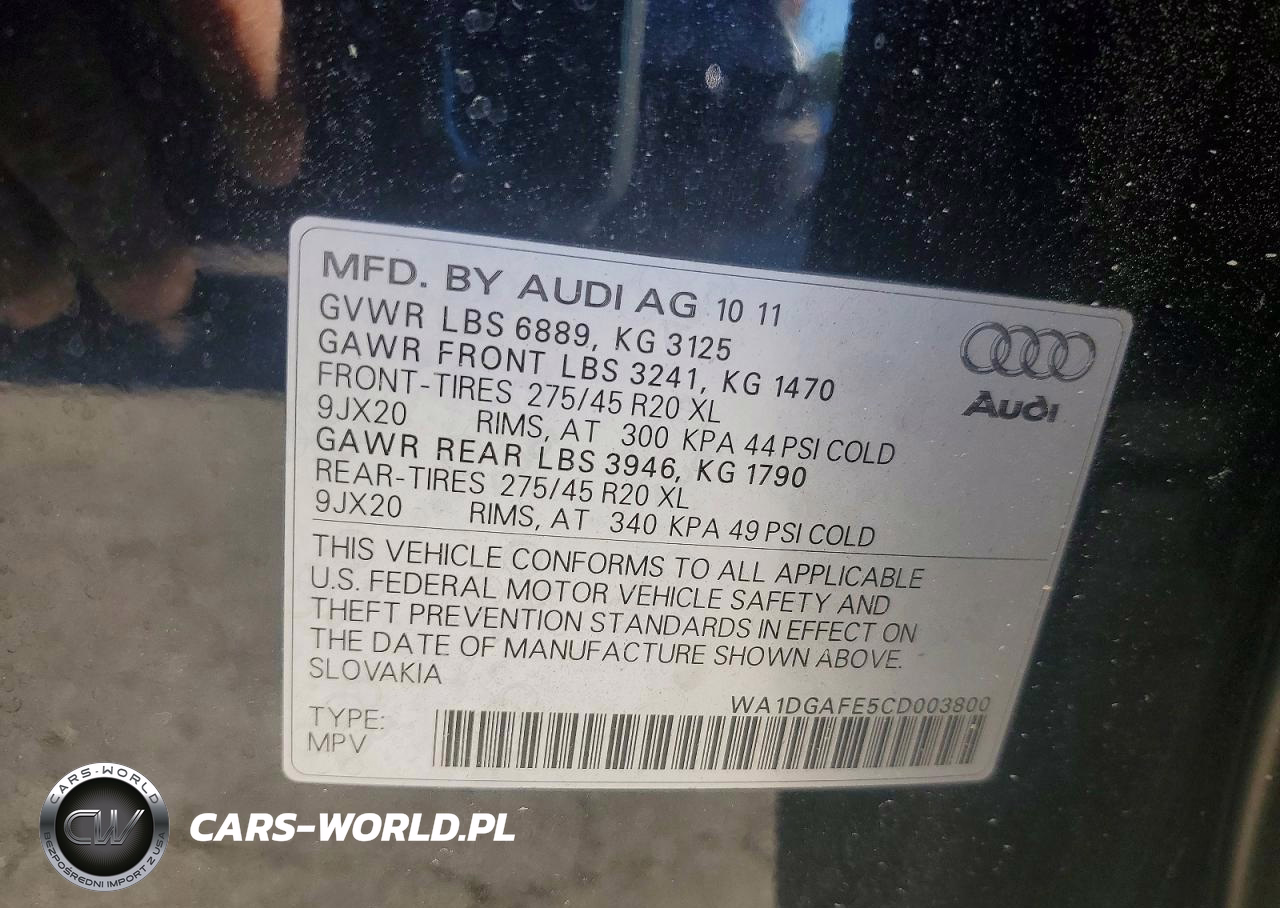 MFD. BY AUDI AG 10 11
GVWR LBS 6889, KG 3125
GAWR FRONT LBS 3241, KG 1470
FRONT-TIRES 275/45 R20 XL
9JX20 RIMS, AT 300 KPA 44 PSI COLD
GAWR REAR LBS 3946, KG 1790
REAR-TIRES 275/45 R20 XL
9JX20 RIMS, AT 340 KPA 49 PSI COLD
Audi
THIS VEHICLE CONFORMS TO ALL APPLICABLE
U.S. FEDERAL MOTOR VEHICLE SAFETY AND
THEFT PREVENTION STANDARDS IN EFFECT ON
THE DATE OF MANUFACTURE SHOWN ABOVE.
SLOVAKIA
WA1DGAFE5CD003800
TYPE:
MPV
CARS-WORLD
CW
BEZPOŚREDNI IMPORT Z USA
CARS-WORLD.PL